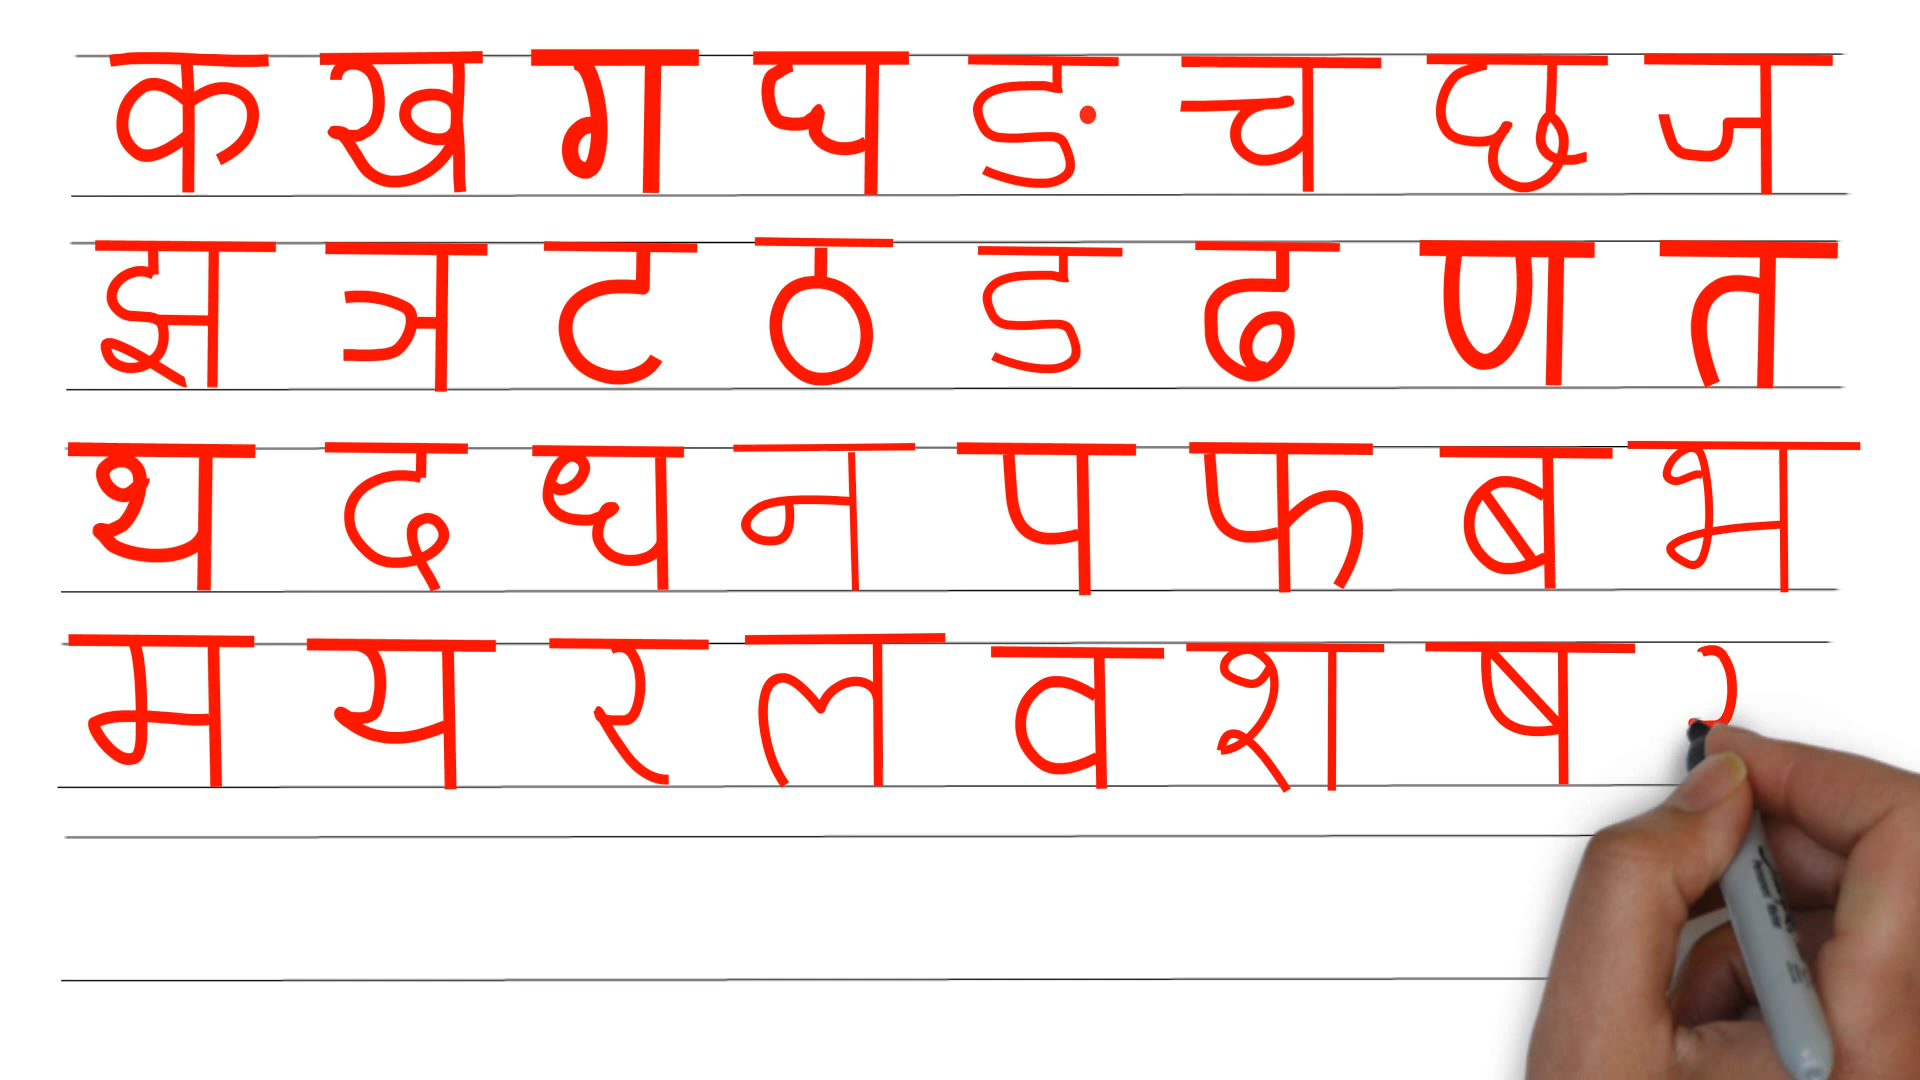 क ख ग घ ङ च छ ज
झ ञ ट ठ ड ढ ण त
थ द ध न प फ ब भ
म य र ल व श ष